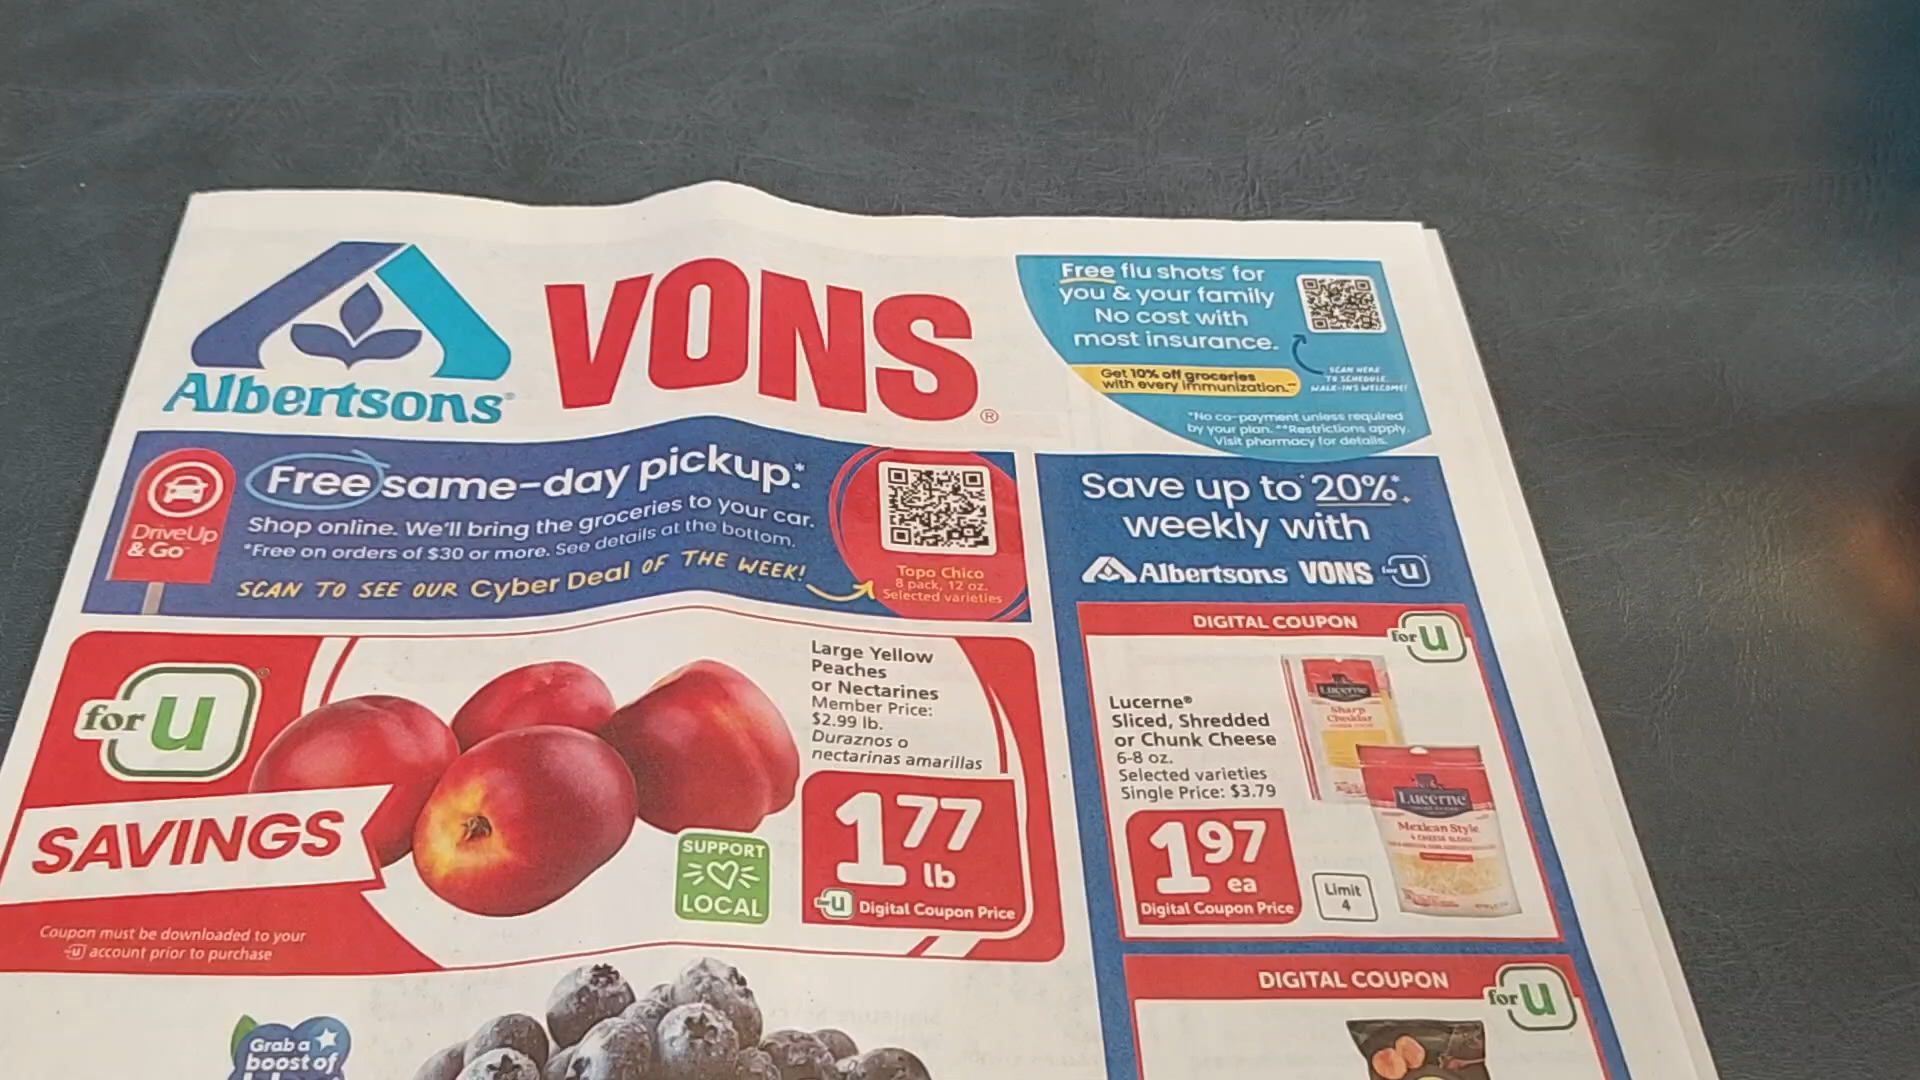 Albertsons
VONS®
Free flu shots* for
you & your family
No cost with
most insurance.
Get 10% off groceries
with every immunization.**
SCAN HERE
TO SCHEDULE.
WALK-INS WELCOME!
*No co-payment unless required
by your plan. **Restrictions apply.
Visit pharmacy for details.
DriveUp
& Go™
Free same-day pickup.*
Shop online. We'll bring the groceries to your car.
*Free on orders of $30 or more. See details at the bottom.
SCAN TO SEE OUR Cyber Deal OF THE WEEK!
Topo Chico
8 pack, 12 oz.
Selected varieties
Save up to 20%*
weekly with
Albertsons VONS for U
for U
SAVINGS
Coupon must be downloaded to your
U account prior to purchase
Large Yellow
Peaches
or Nectarines
Member Price:
$2.99 lb.
Duraznos o
nectarinas amarillas
1 77
lb
U Digital Coupon Price
SUPPORT
LOCAL
DIGITAL COUPON
for U
Lucerne®
Sliced, Shredded
or Chunk Cheese
6-8 oz.
Selected varieties
Single Price: $3.79
1 97
ea
Digital Coupon Price
Limit
4
Lucerne
Sharp
Cheddar
Lucerne
Mexican Style
DIGITAL COUPON
for U
Grab a
boost of